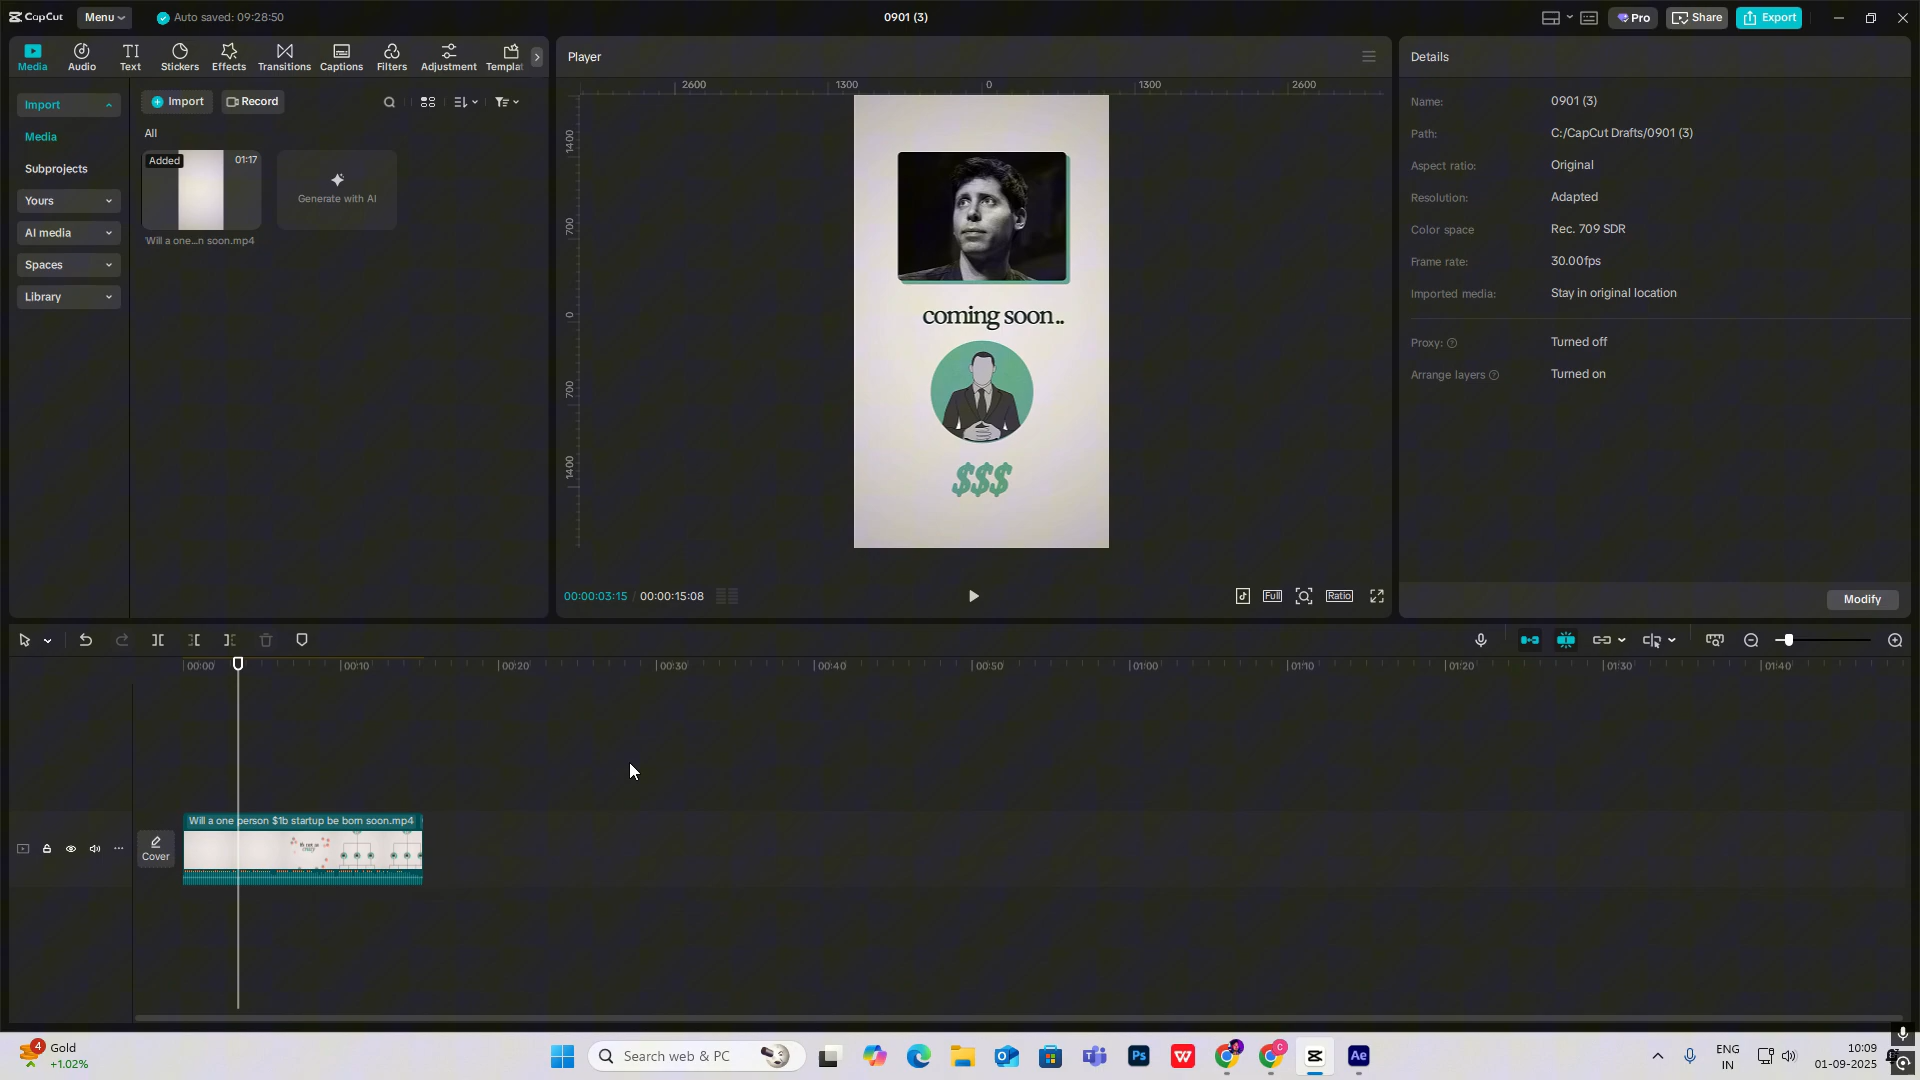 CapCut
Menu
Auto saved: 09:28:50
0901 (3)
Pro
Share
Export
Media
Audio
Text
Stickers
Effects
Transitions
Captions
Filters
Adjustment
Templat
Player
Details
Import
Media
Subprojects
Yours
AI media
Spaces
Library
Import
Record
All
Added
01:17
Will a one...n soon.mp4
Generate with AI
2600
1300
0
1300
2600
1400
700
0
700
1400
coming soon..
$$$
00:00:03:15 / 00:00:15:08
Full
Ratio
Name: 0901 (3)
Path: C:/CapCut Drafts/0901 (3)
Aspect ratio: Original
Resolution: Adapted
Color space Rec. 709 SDR
Frame rate: 30.00fps
Imported media: Stay in original location
Proxy: Turned off
Arrange layers Turned on
Modify
00:00
00:10
00:20
00:30
00:40
00:50
01:00
01:10
01:20
01:30
01:40
Cover
Will a one person $1b startup be born soon.mp4
4
Gold
+1.02%
Search web & PC
Ps
Ae
ENG
IN
10:09
01-09-2025